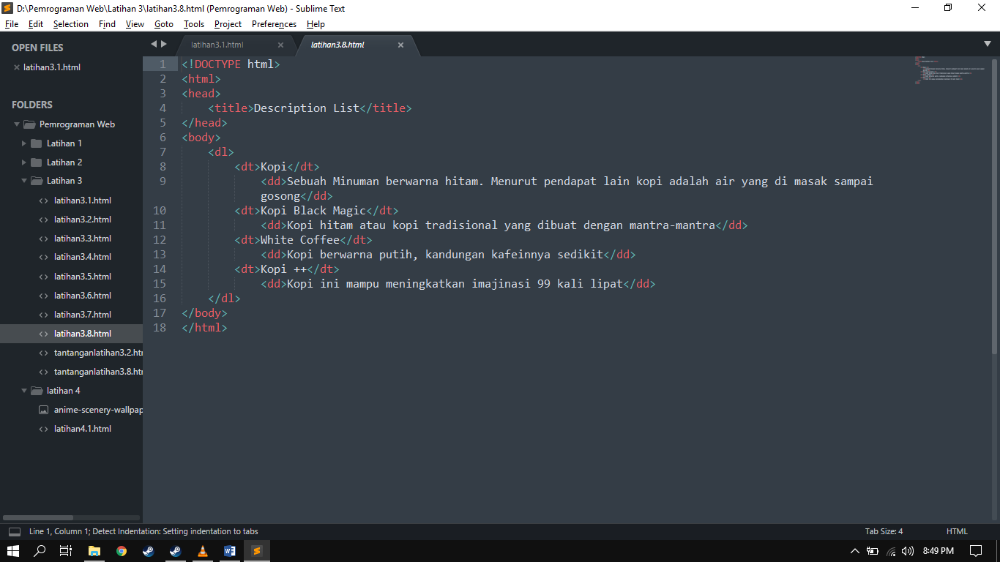 D:\Pemrograman Web\Latihan 3\latihan3.8.html (Pemrograman Web) - Sublime Text
File Edit Selection Find View Goto Tools Project Preferences Help
OPEN FILES
latihan3.1.html
FOLDERS
Pemrograman Web
Latihan 1
Latihan 2
Latihan 3
latihan3.1.html
latihan3.2.html
latihan3.3.html
latihan3.4.html
latihan3.5.html
latihan3.6.html
latihan3.7.html
latihan3.8.html
tantanganlatihan3.2.htm
tantanganlatihan3.8.htm
latihan 4
anime-scenery-wallpap
latihan4.1.html
latihan3.1.html latihan3.8.html
1 <!DOCTYPE html>
2 <html>
3 <head>
4 <title>Description List</title>
5 </head>
6 <body>
7 <dl>
8 <dt>Kopi</dt>
9 <dd>Sebuah Minuman berwarna hitam. Menurut pendapat lain kopi adalah air yang di masak sampai
gosong</dd>
10 <dt>Kopi Black Magic</dt>
11 <dd>Kopi hitam atau kopi tradisional yang dibuat dengan mantra-mantra</dd>
12 <dt>White Coffee</dt>
13 <dd>Kopi berwarna putih, kandungan kafeinnya sedikit</dd>
14 <dt>Kopi ++</dt>
15 <dd>Kopi ini mampu meningkatkan imajinasi 99 kali lipat</dd>
16 </dl>
17 </body>
18 </html>
Line 1, Column 1; Detect Indentation: Setting indentation to tabs
Tab Size: 4 HTML
8:49 PM